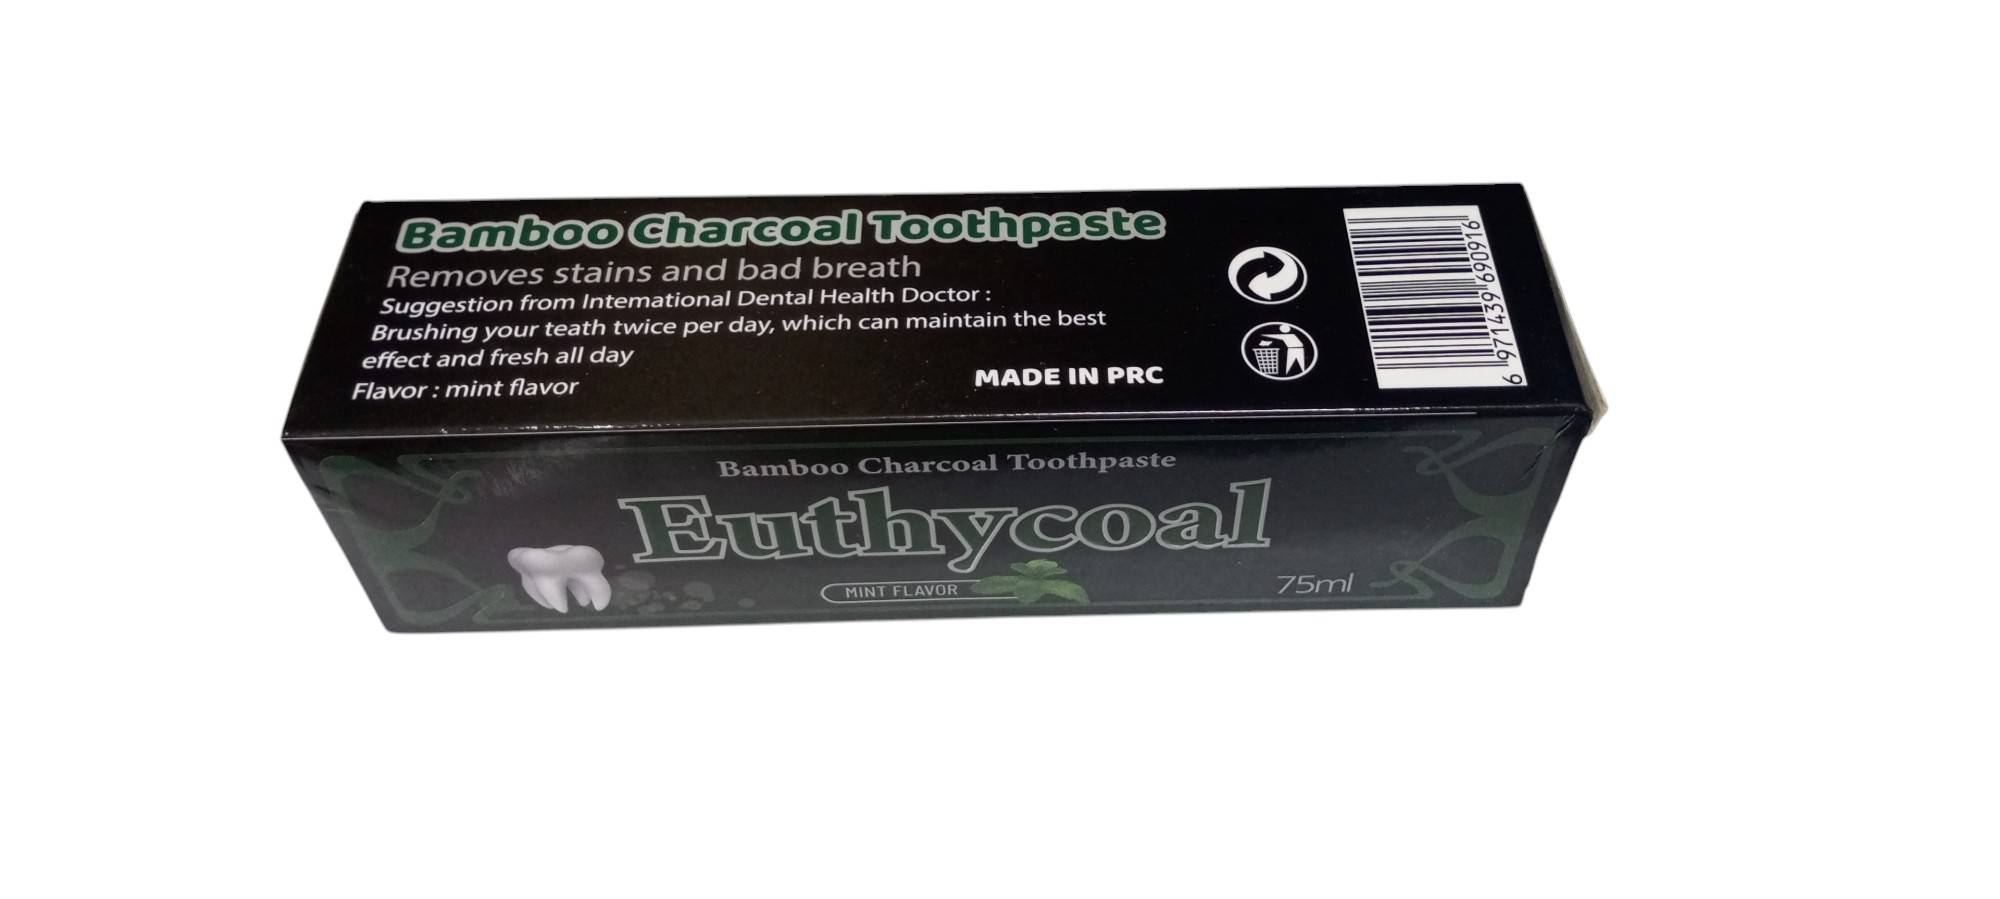 Bamboo Charcoal Toothpaste
Removes stains and bad breath
Suggestion from International Dental Health Doctor :
Brushing your teath twice per day, which can maintain the best
effect and fresh all day
Flavor : mint flavor
MADE IN PRC
6 971439 690916
Bamboo Charcoal Toothpaste
Euthycoal
MINT FLAVOR
75ml